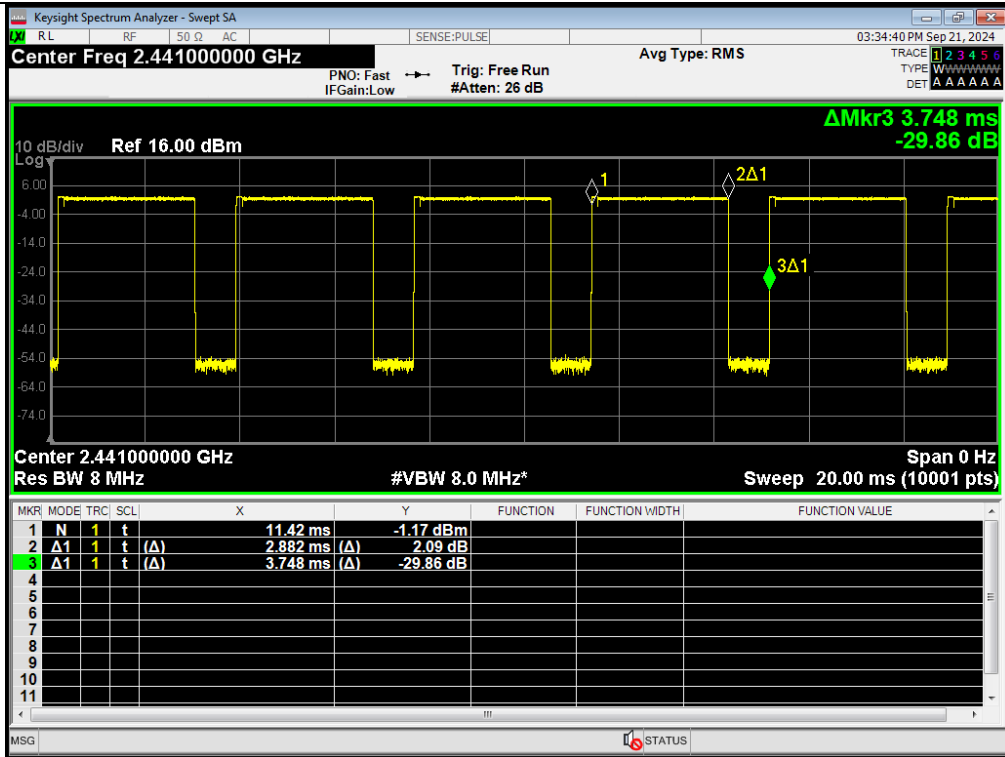 Keysight Spectrum Analyzer - Swept SA
LXI RL RF 50 Ω AC SENSE:PULSE 03:34:40 PM Sep 21, 2024
Center Freq 2.441000000 GHz Avg Type: RMS TRACE 1 2 3 4 5 6
PNO: Fast Trig: Free Run TYPE WWWWWW
IFGain:Low #Atten: 26 dB DET A A A A A A
ΔMkr3 3.748 ms
10 dB/div Ref 16.00 dBm -29.86 dB
Log
6.00
-4.00
-14.0
-24.0
-34.0
-44.0
-54.0
-64.0
-74.0
1
2Δ1
3Δ1
Center 2.441000000 GHz Span 0 Hz
Res BW 8 MHz #VBW 8.0 MHz* Sweep 20.00 ms (10001 pts)
MKR MODE TRC SCL X Y FUNCTION FUNCTION WIDTH FUNCTION VALUE
1 N 1 t 11.42 ms -1.17 dBm
2 Δ1 1 t (Δ) 2.882 ms (Δ) 2.09 dB
3 Δ1 1 t (Δ) 3.748 ms (Δ) -29.86 dB
4
5
6
7
8
9
10
11
MSG STATUS